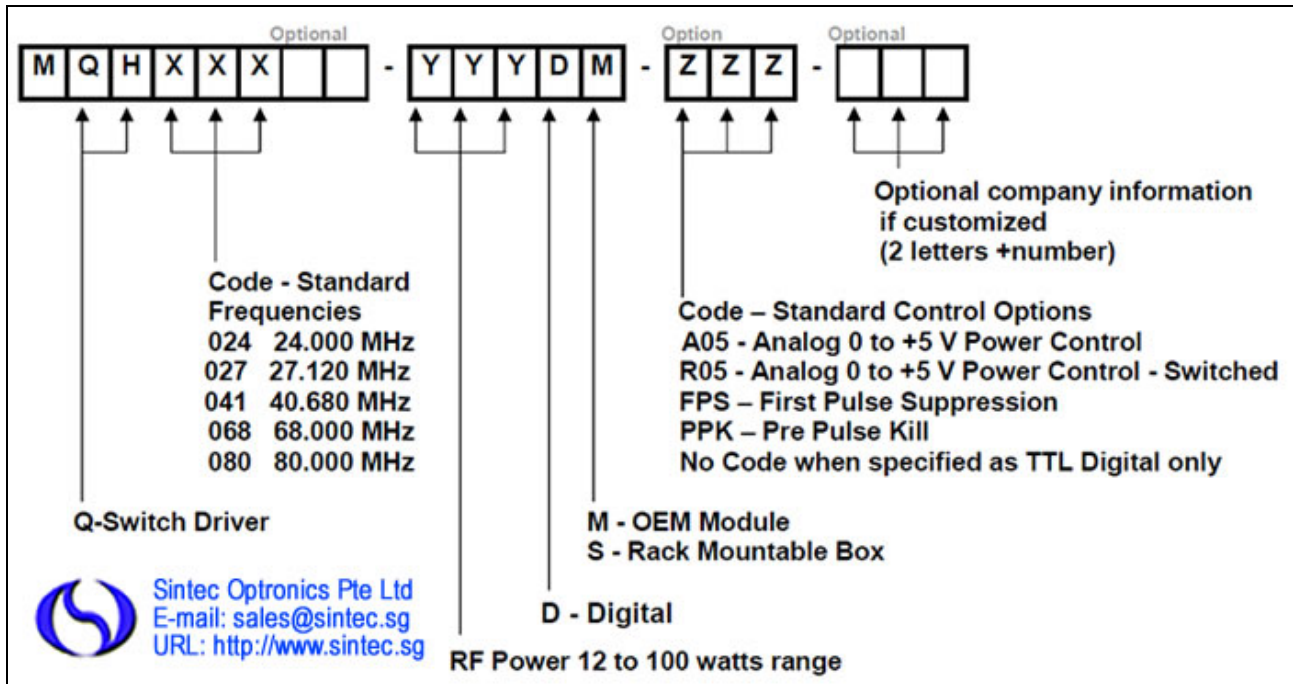 Optional Option Optional
M Q H X X X - Y Y Y D M - Z Z Z -
Optional company information
if customized
(2 letters +number)
Code - Standard
Frequencies
024 24.000 MHz
027 27.120 MHz
041 40.680 MHz
068 68.000 MHz
080 80.000 MHz
Code – Standard Control Options
A05 - Analog 0 to +5 V Power Control
R05 - Analog 0 to +5 V Power Control - Switched
FPS – First Pulse Suppression
PPK – Pre Pulse Kill
No Code when specified as TTL Digital only
Q-Switch Driver
M - OEM Module
S - Rack Mountable Box
D - Digital
RF Power 12 to 100 watts range
Sintec Optronics Pte Ltd
E-mail: sales@sintec.sg
URL: http://www.sintec.sg